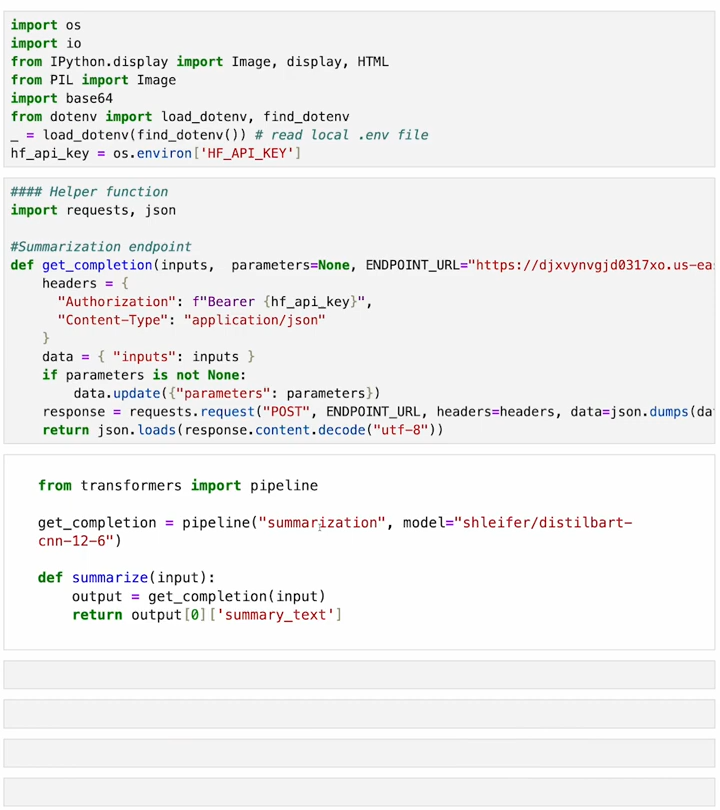 import os
import io
from IPython.display import Image, display, HTML
from PIL import Image
import base64
from dotenv import load_dotenv, find_dotenv
_ = load_dotenv(find_dotenv()) # read local .env file
hf_api_key = os.environ['HF_API_KEY']
#### Helper function
import requests, json
#Summarization endpoint
def get_completion(inputs,  parameters=None, ENDPOINT_URL="https://djxvynvgjd0317xo.us-ea
    headers = {
      "Authorization": f"Bearer {hf_api_key}",
      "Content-Type": "application/json"
    }
    data = { "inputs": inputs }
    if parameters is not None:
        data.update({"parameters": parameters})
    response = requests.request("POST", ENDPOINT_URL, headers=headers, data=json.dumps(da
    return json.loads(response.content.decode("utf-8"))
from transformers import pipeline
get_completion = pipeline("summarization", model="shleifer/distilbart-
cnn-12-6")
def summarize(input):
    output = get_completion(input)
    return output[0]['summary_text']